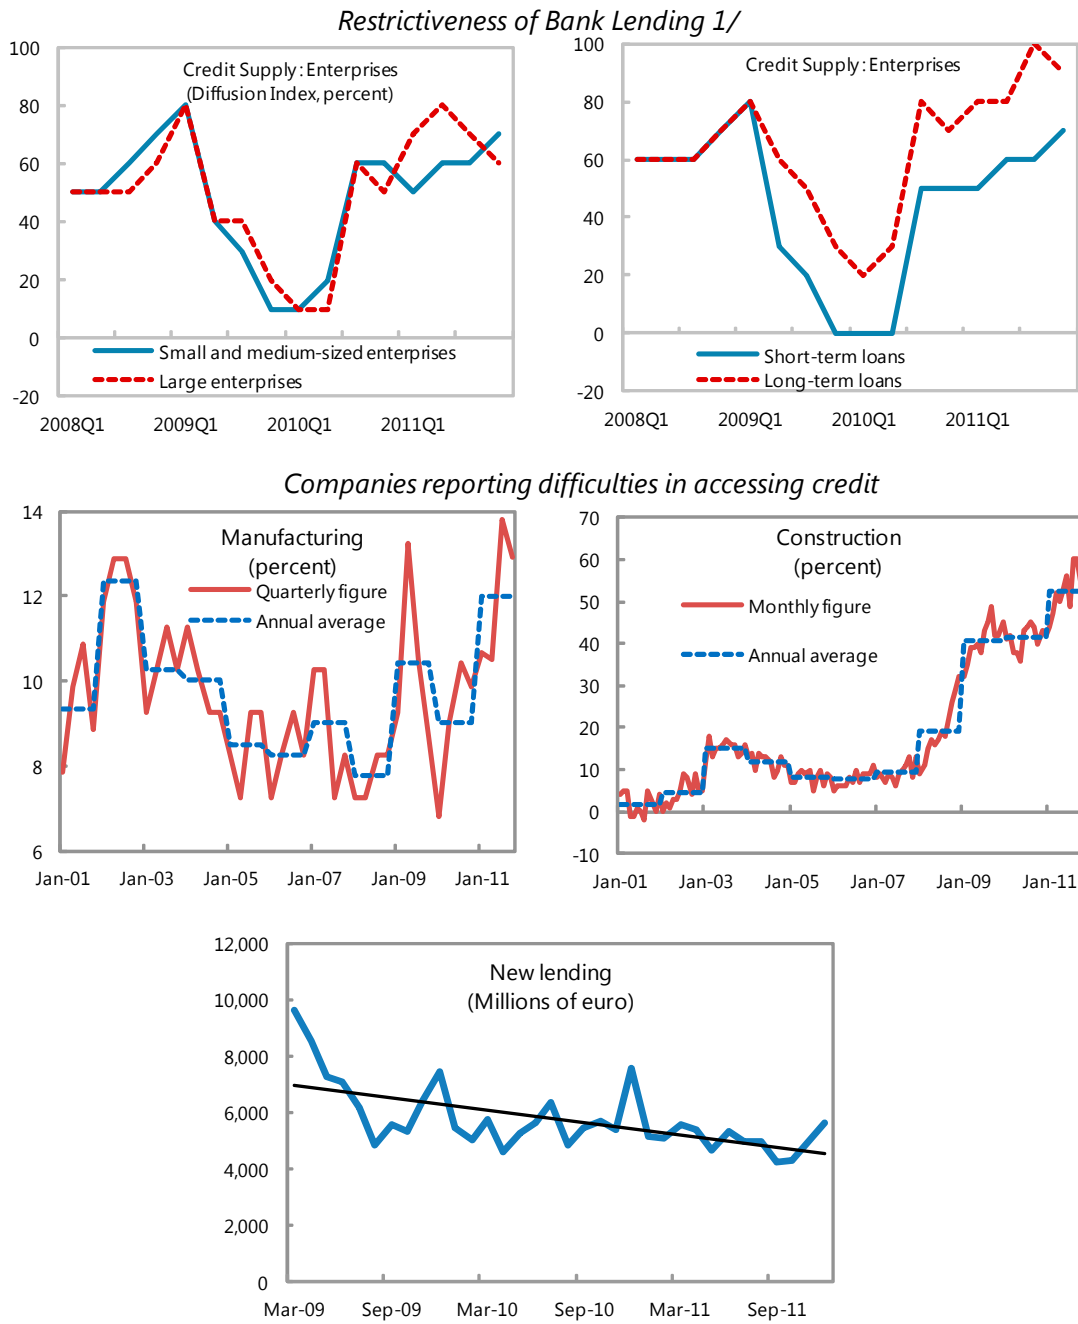 Restrictiveness of Bank Lending 1/
Credit Supply: Enterprises
(Diffusion Index, percent)
100
80
60
40
20
0
-20
Small and medium-sized enterprises
Large enterprises
2008Q1 2009Q1 2010Q1 2011Q1
Credit Supply: Enterprises
100
80
60
40
20
0
-20
Short-term loans
Long-term loans
2008Q1 2009Q1 2010Q1 2011Q1
Companies reporting difficulties in accessing credit
Manufacturing
(percent)
Quarterly figure
Annual average
14
12
10
8
6
Jan-01 Jan-03 Jan-05 Jan-07 Jan-09 Jan-11
Construction
(percent)
Monthly figure
Annual average
70
60
50
40
30
20
10
0
-10
Jan-01 Jan-03 Jan-05 Jan-07 Jan-09 Jan-11
New lending
(Millions of euro)
12,000
10,000
8,000
6,000
4,000
2,000
0
Mar-09 Sep-09 Mar-10 Sep-10 Mar-11 Sep-11